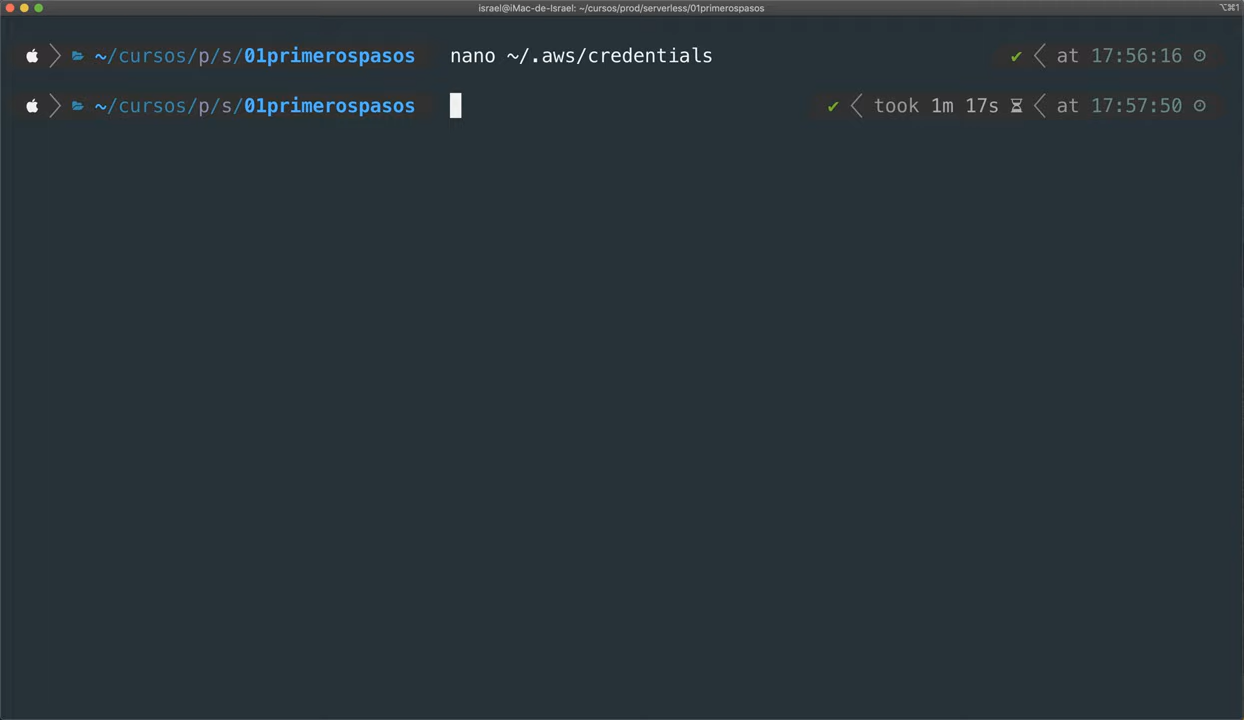 israel@iMac-de-Israel: ~/cursos/prod/serverless/01primerospasos ⌥⌘1
~/cursos/p/s/01primerospasos nano ~/.aws/credentials ✔ at 17:56:16
~/cursos/p/s/01primerospasos ✔ took 1m 17s at 17:57:50